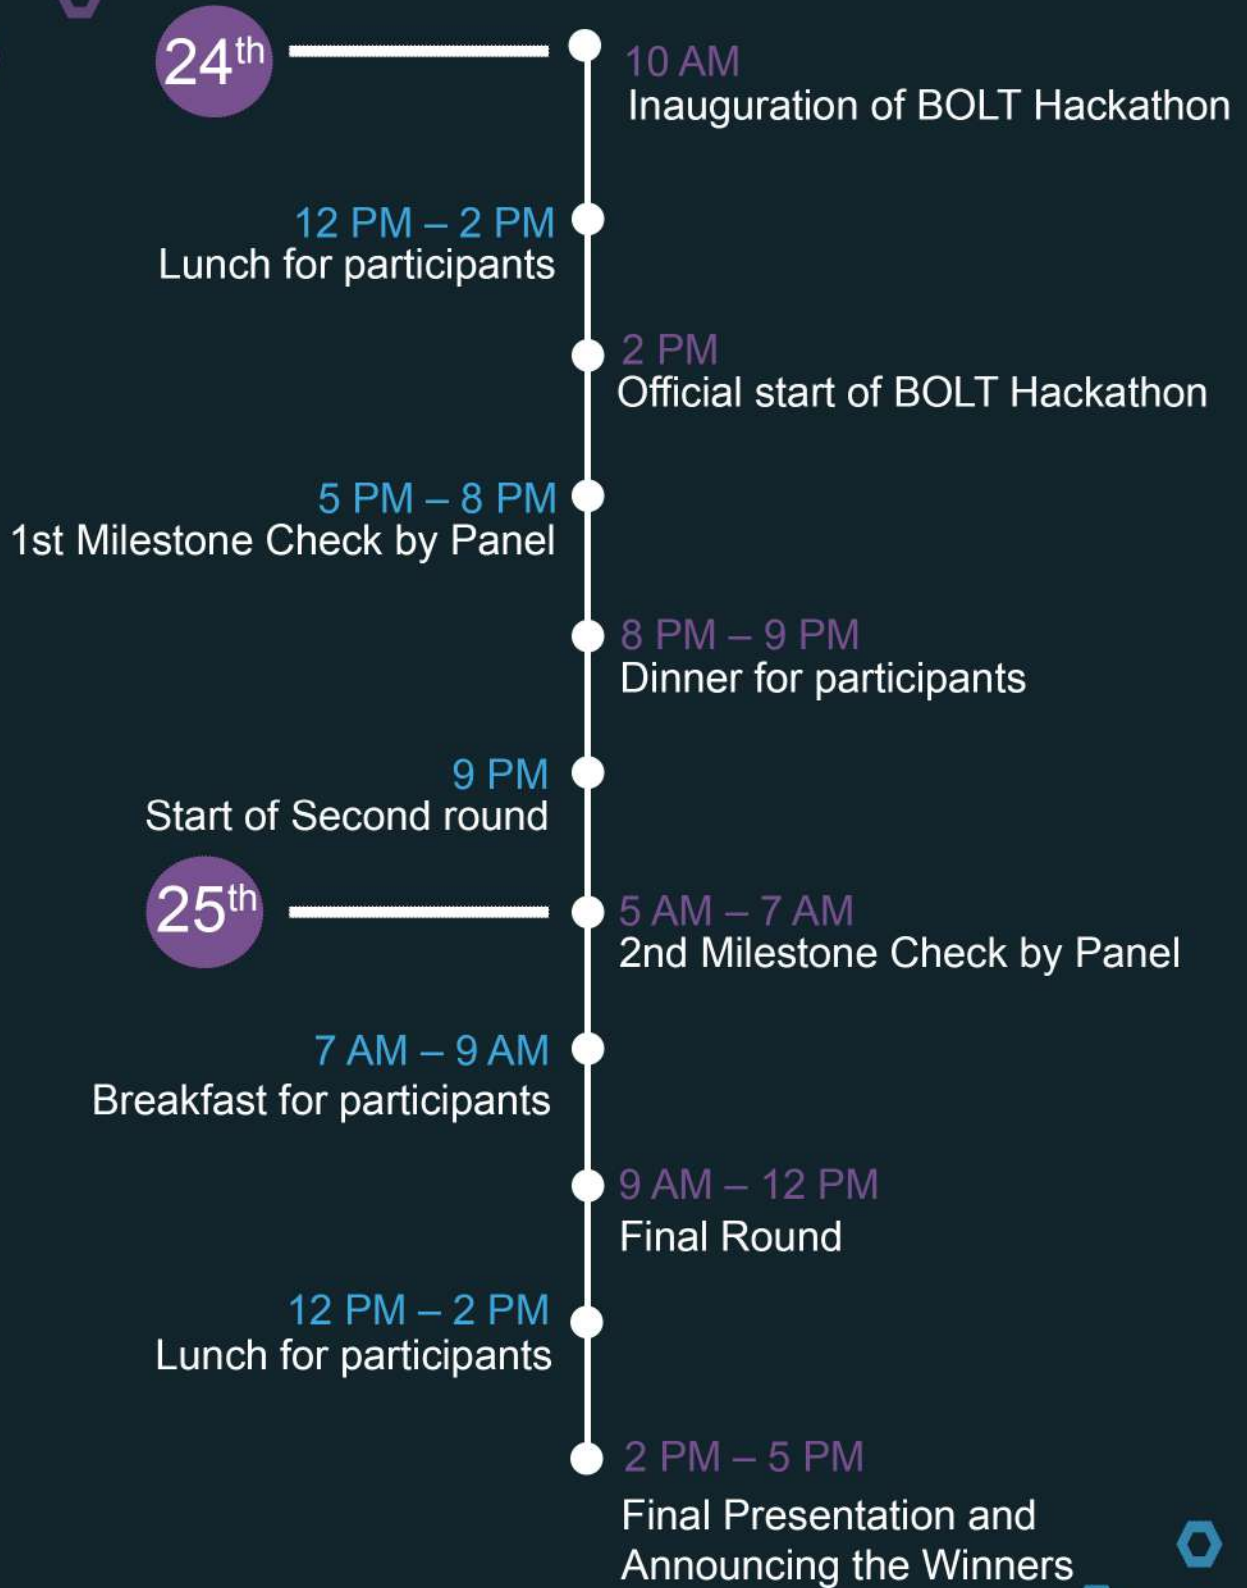 24th
10 AM
Inauguration of BOLT Hackathon
12 PM – 2 PM
Lunch for participants
2 PM
Official start of BOLT Hackathon
5 PM – 8 PM
1st Milestone Check by Panel
8 PM – 9 PM
Dinner for participants
9 PM
Start of Second round
25th
5 AM – 7 AM
2nd Milestone Check by Panel
7 AM – 9 AM
Breakfast for participants
9 AM – 12 PM
Final Round
12 PM – 2 PM
Lunch for participants
2 PM – 5 PM
Final Presentation and
Announcing the Winners